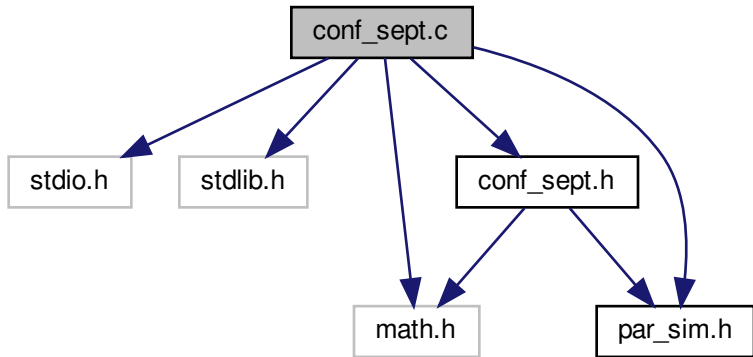 conf_sept.c
stdio.h
stdlib.h
conf_sept.h
math.h
par_sim.h